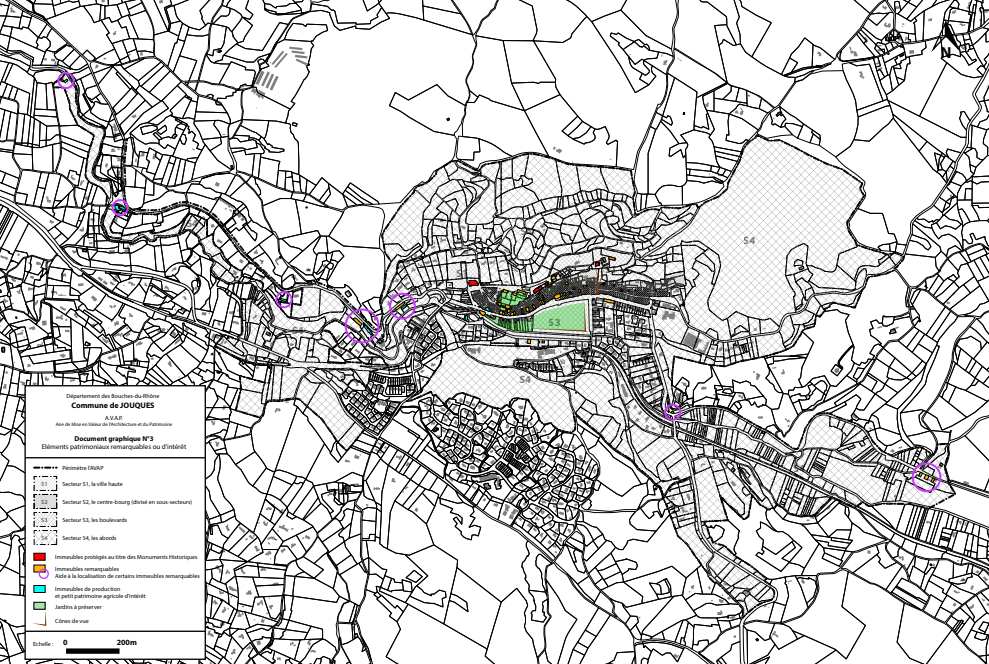 N
S4
S3
S4
Département des Bouches-du-Rhône
Commune de JOUQUES
A.V.A.P.
Aire de Mise en Valeur de l'Architecture et du Patrimoine
Document graphique N°3
Eléments patrimoniaux remarquables ou d'intérêt
Périmètre l'AVAP
S1 Secteur S1, la ville haute
S2 Secteur S2, le centre-bourg (divisé en sous-secteurs)
S3 Secteur S3, les boulevards
S4 Secteur S4, les abords
Immeubles protégés au titre des Monuments Historiques
Immeubles remarquables
Aide à la localisation de certains immeubles remarquables
Immeubles de production
et petit patrimoine agricole d'intérêt
Jardins à préserver
Cônes de vue
Echelle : 0 200m